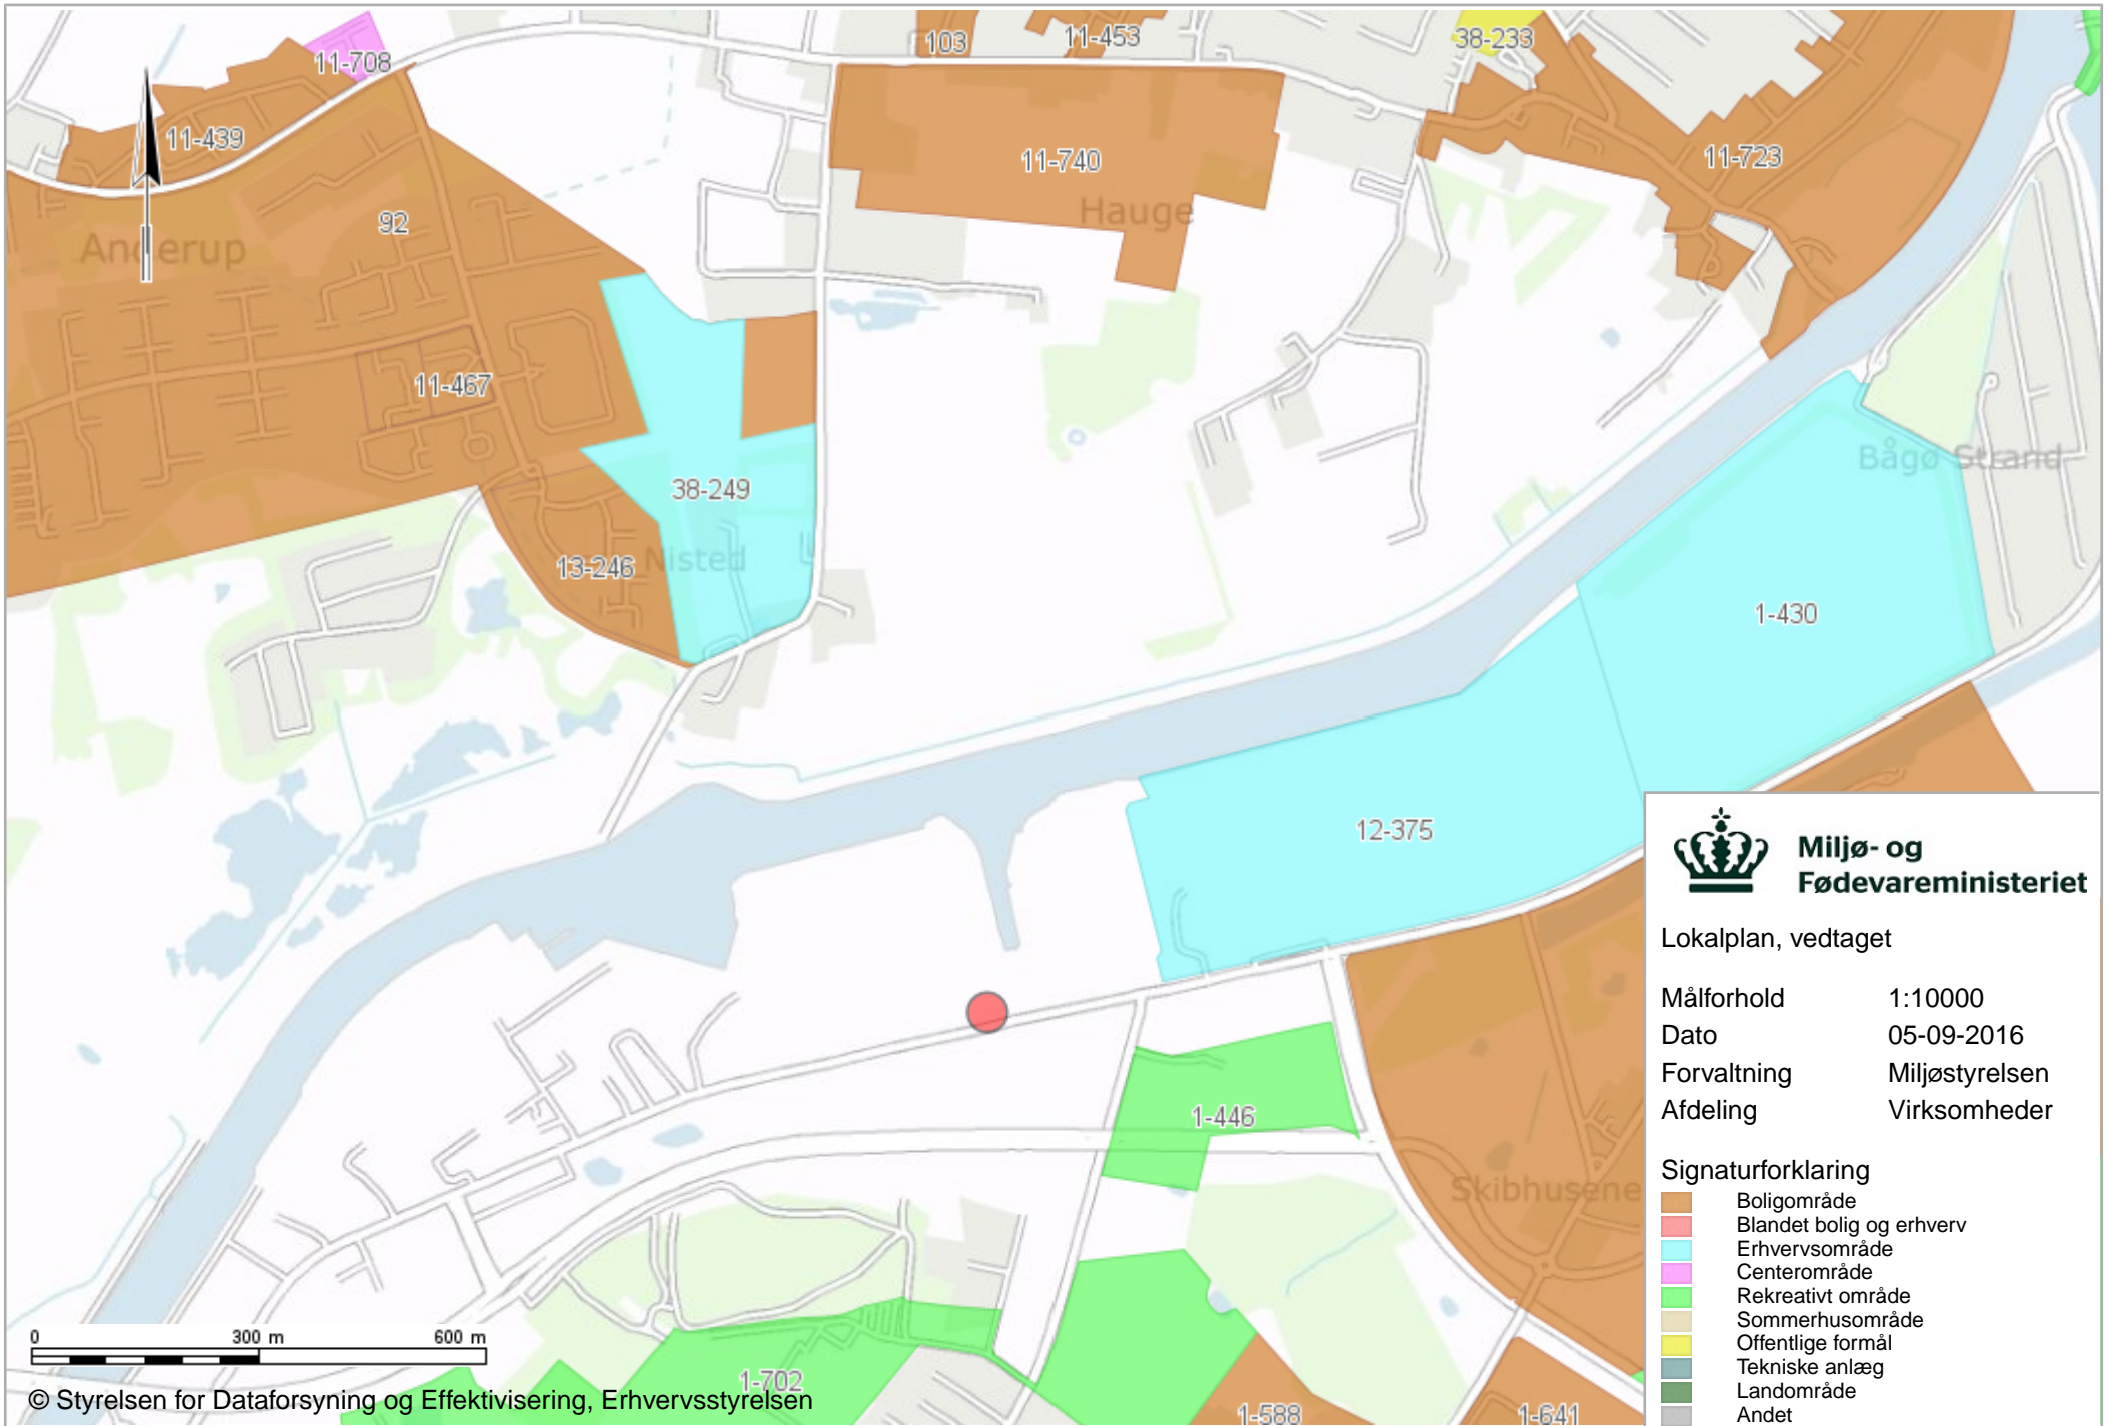 103
11-453
38-233
11-708
11-439
11-740
11-723
Hauge
92
Anderup
11-467
38-249
Bågø Strand
Nisted
13-246
1-430
12-375
1-446
Skibhusene
1-702
1-588
1-641
Miljø- og
Fødevareministeriet
Lokalplan, vedtaget
Målforhold 1:10000
Dato 05-09-2016
Forvaltning Miljøstyrelsen
Afdeling Virksomheder
Signaturforklaring
Boligområde
Blandet bolig og erhverv
Erhvervsområde
Centerområde
Rekreativt område
Sommerhusområde
Offentlige formål
Tekniske anlæg
Landområde
Andet
0 300 m 600 m
© Styrelsen for Dataforsyning og Effektivisering, Erhvervsstyrelsen